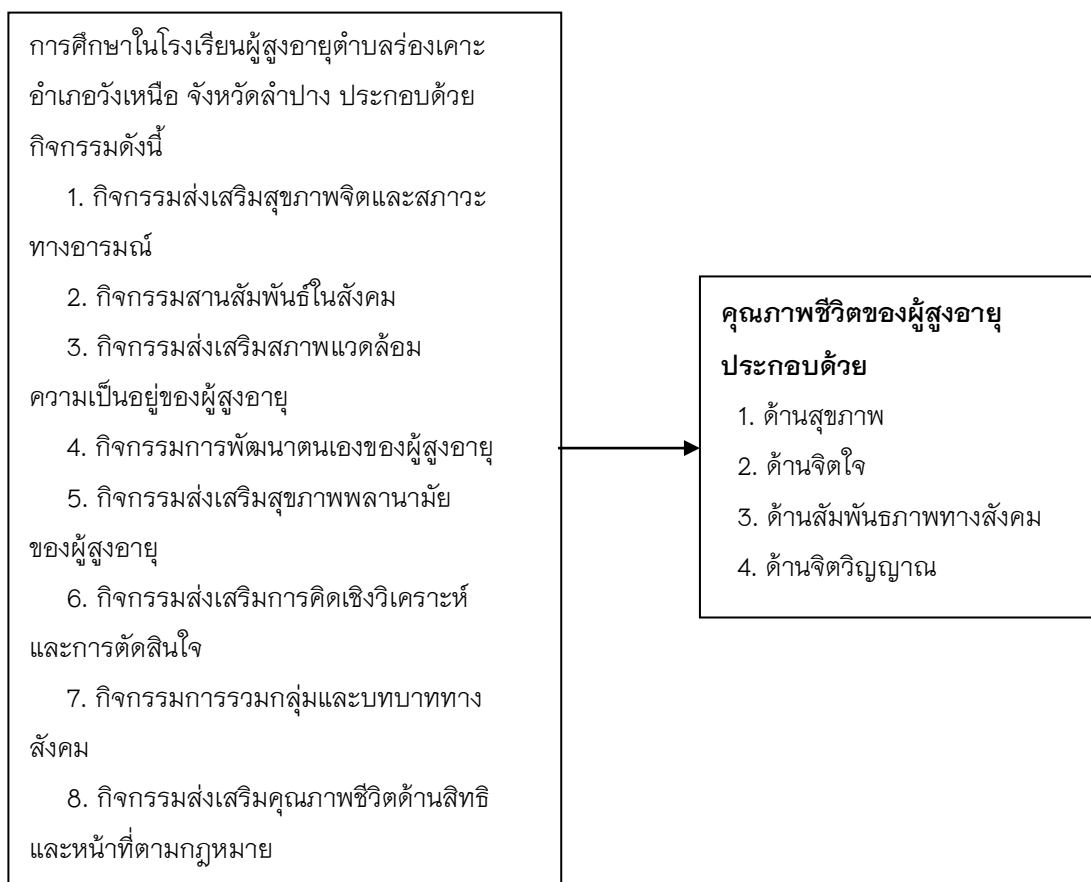 การศึกษาในโรงเรียนผู้สูงอายุตำบลร่องเคาะ
อำเภอวังเหนือ จังหวัดลำปาง ประกอบด้วย
กิจกรรมดังนี้
1. กิจกรรมส่งเสริมสุขภาพจิตและสภาวะ
ทางอารมณ์
2. กิจกรรมสานสัมพันธ์ในสังคม
3. กิจกรรมส่งเสริมสภาพแวดล้อม
ความเป็นอยู่ของผู้สูงอายุ
4. กิจกรรมการพัฒนาตนเองของผู้สูงอายุ
5. กิจกรรมส่งเสริมสุขภาพพลานามัย
ของผู้สูงอายุ
6. กิจกรรมส่งเสริมการคิดเชิงวิเคราะห์
และการตัดสินใจ
7. กิจกรรมการรวมกลุ่มและบทบาททาง
สังคม
8. กิจกรรมส่งเสริมคุณภาพชีวิตด้านสิทธิ
และหน้าที่ตามกฎหมาย
คุณภาพชีวิตของผู้สูงอายุ
ประกอบด้วย
1. ด้านสุขภาพ
2. ด้านจิตใจ
3. ด้านสัมพันธภาพทางสังคม
4. ด้านจิตวิญญาณ